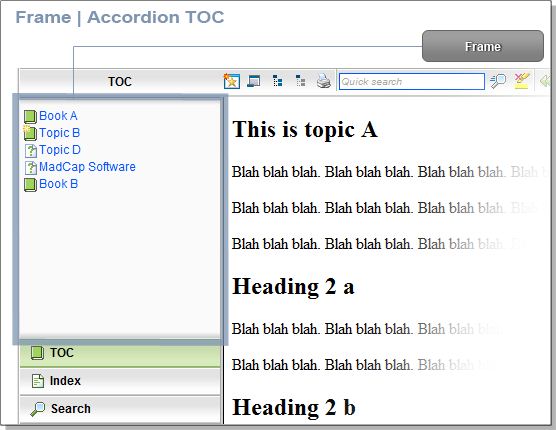 Frame | Accordion TOC
Frame
TOC
Quick search
Book A
Topic B
Topic D
MadCap Software
Book B
TOC
Index
Search
This is topic A
Blah blah blah. Blah blah blah. Blah blah blah. Blah b
Blah blah blah. Blah blah blah. Blah blah blah. Blah
Blah blah blah. Blah blah blah. Blah blah blah. Bl
Heading 2 a
Blah blah blah. Blah blah blah. Blah blah
Blah blah blah. Blah blah blah. Blah blah bl
Heading 2 b